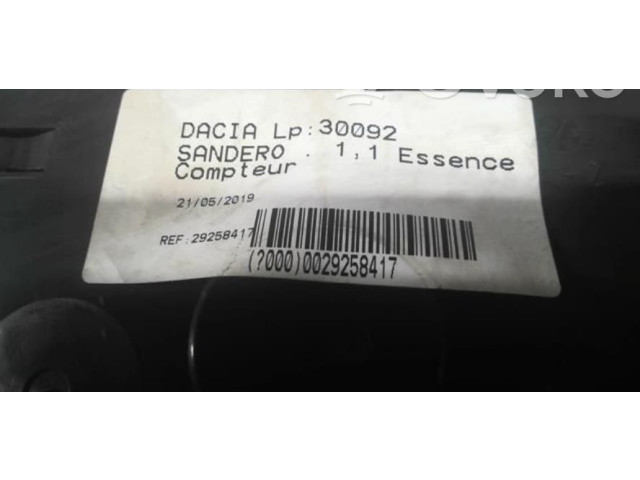 DACIA Lp:30092
SANDERO . 1,1 Essence
Compteur
21/05/2019
REF:29258417
(?000)0029258417